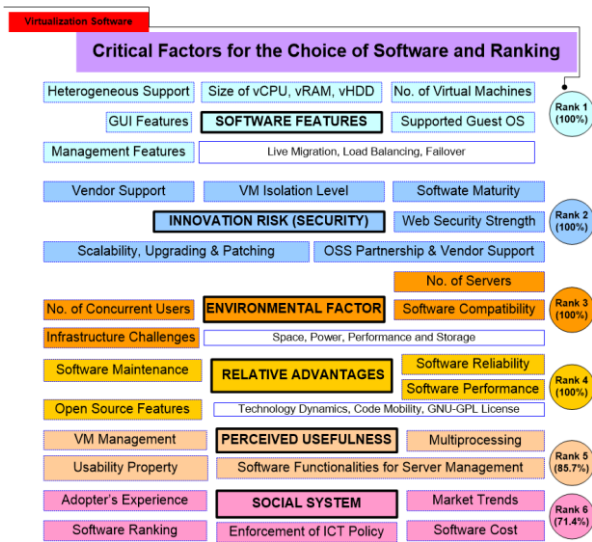 Virtualization Software
Critical Factors for the Choice of Software and Ranking
Heterogeneous Support
Size of vCPU, vRAM, vHDD
No. of Virtual Machines
Rank 1
(100%)
GUI Features
SOFTWARE FEATURES
Supported Guest OS
Management Features
Live Migration, Load Balancing, Failover
Vendor Support
VM Isolation Level
Softwate Maturity
Rank 2
(100%)
INNOVATION RISK (SECURITY)
Web Security Strength
Scalability, Upgrading & Patching
OSS Partnership & Vendor Support
No. of Servers
No. of Concurrent Users
ENVIRONMENTAL FACTOR
Software Compatibility
Rank 3
(100%)
Infrastructure Challenges
Space, Power, Performance and Storage
Software Maintenance
RELATIVE ADVANTAGES
Software Reliability
Software Performance
Rank 4
(100%)
Open Source Features
Technology Dynamics, Code Mobility, GNU-GPL License
VM Management
PERCEIVED USEFULNESS
Multiprocessing
Rank 5
(85.7%)
Usability Property
Software Functionalities for Server Management
Adopter's Experience
SOCIAL SYSTEM
Market Trends
Rank 6
(71.4%)
Software Ranking
Enforcement of ICT Policy
Software Cost